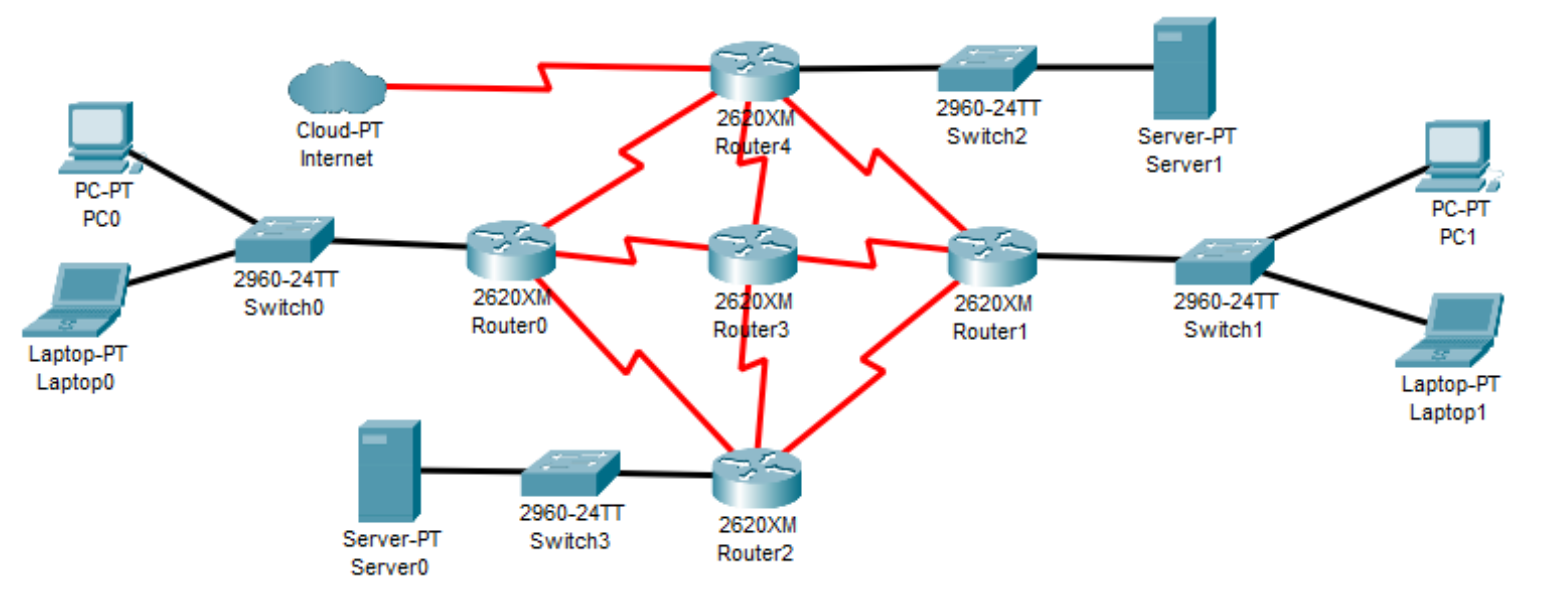 Cloud-PT
Internet
2620XM
Router4
2960-24TT
Switch2
Server-PT
Server1
PC-PT
PC0
PC-PT
PC1
2960-24TT
Switch0
2620XM
Router0
2620XM
Router3
2620XM
Router1
2960-24TT
Switch1
Laptop-PT
Laptop0
Laptop-PT
Laptop1
Server-PT
Server0
2960-24TT
Switch3
2620XM
Router2